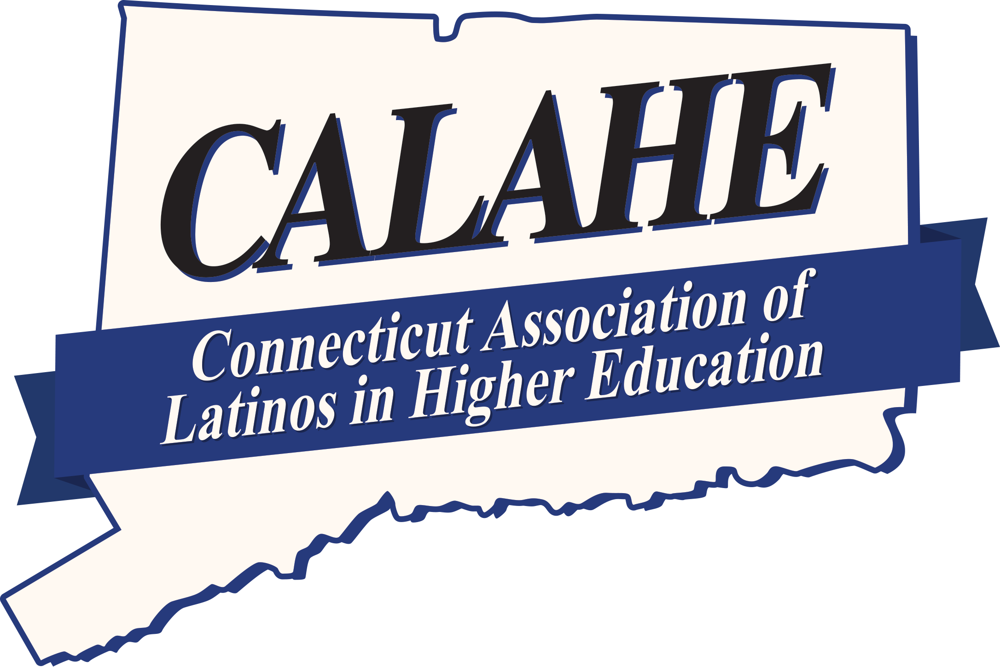 CALAHE
Connecticut Association of
Latinos in Higher Education